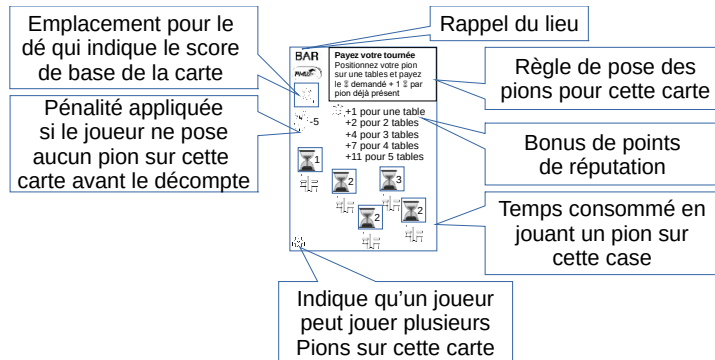 Emplacement pour le
dé qui indique le score
de base de la carte
Rappel du lieu
BAR
Payez votre tournée
Positionnez votre pion
sur une tables et payez
le demandé + 1 par
pion déjà présent
Règle de pose des
pions pour cette carte
Pénalité appliquée
si le joueur ne pose
aucun pion sur cette
carte avant le décompte
-5
+1 pour une table
+2 pour 2 tables
+4 pour 3 tables
+7 pour 4 tables
+11 pour 5 tables
Bonus de points
de réputation
1
2
3
2
2
Temps consommé en
jouant un pion sur
cette case
Indique qu'un joueur
peut jouer plusieurs
Pions sur cette carte